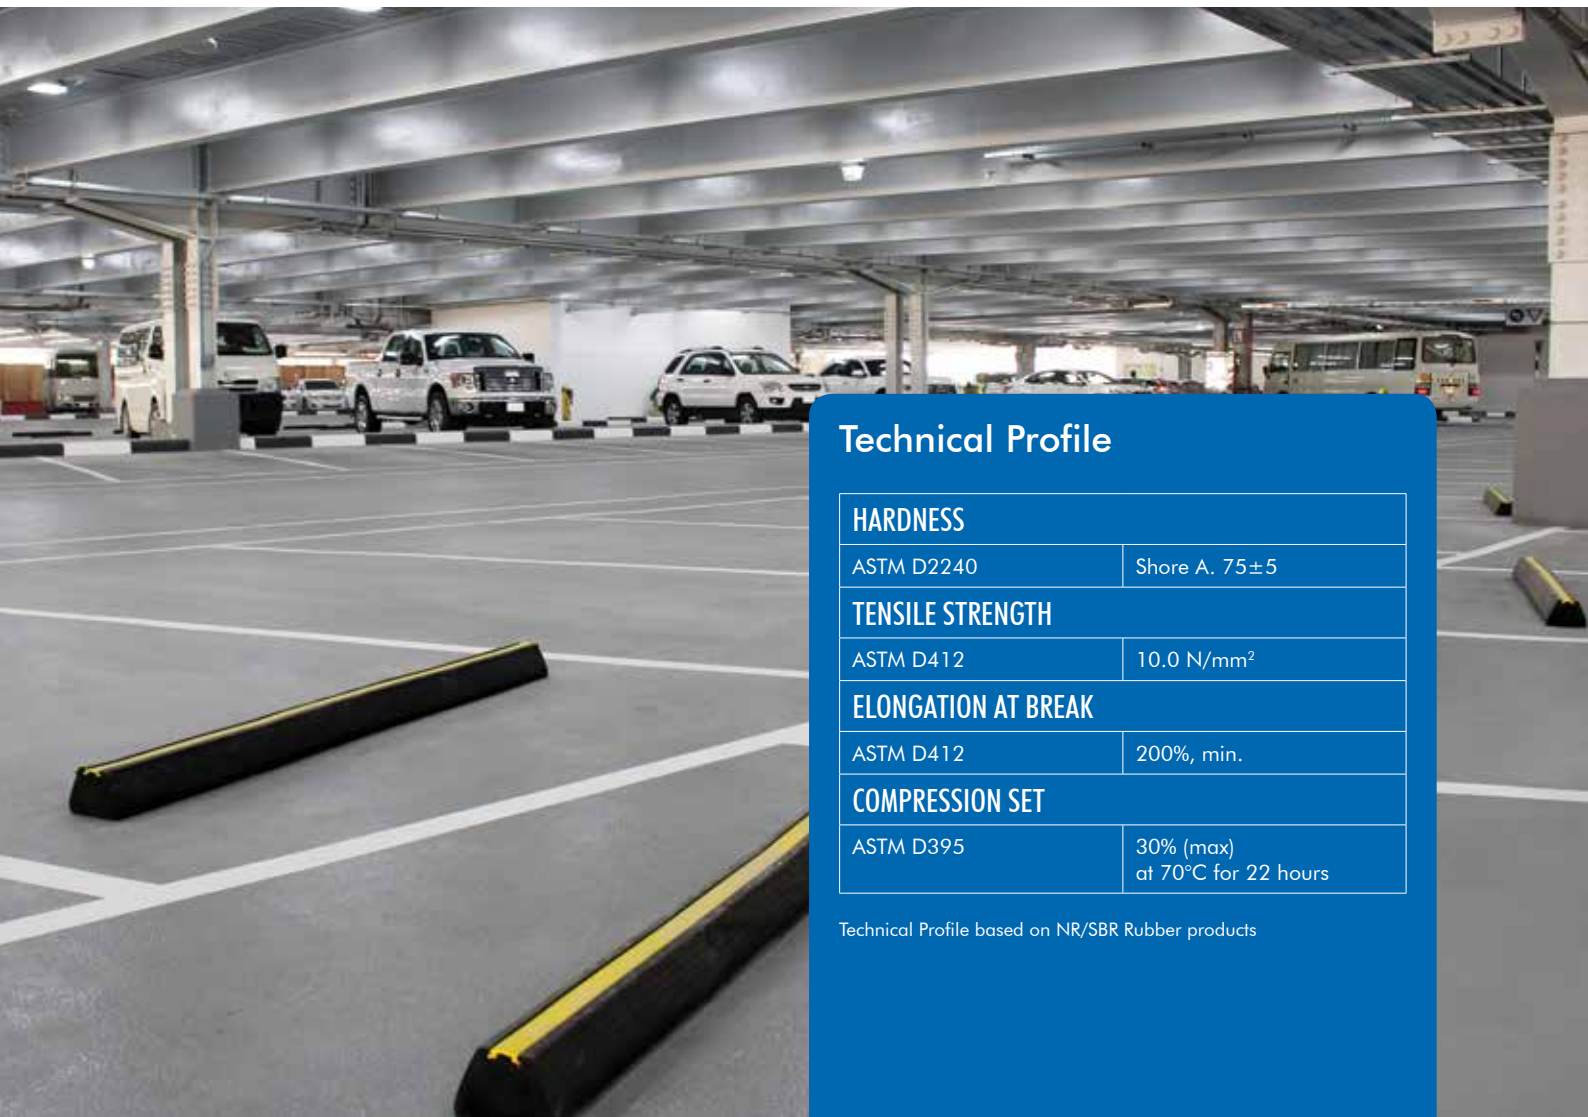 Technical Profile
HARDNESS
ASTM D2240 Shore A. 75±5
TENSILE STRENGTH
ASTM D412 10.0 N/mm²
ELONGATION AT BREAK
ASTM D412 200%, min.
COMPRESSION SET
ASTM D395 30% (max)
at 70°C for 22 hours
Technical Profile based on NR/SBR Rubber products